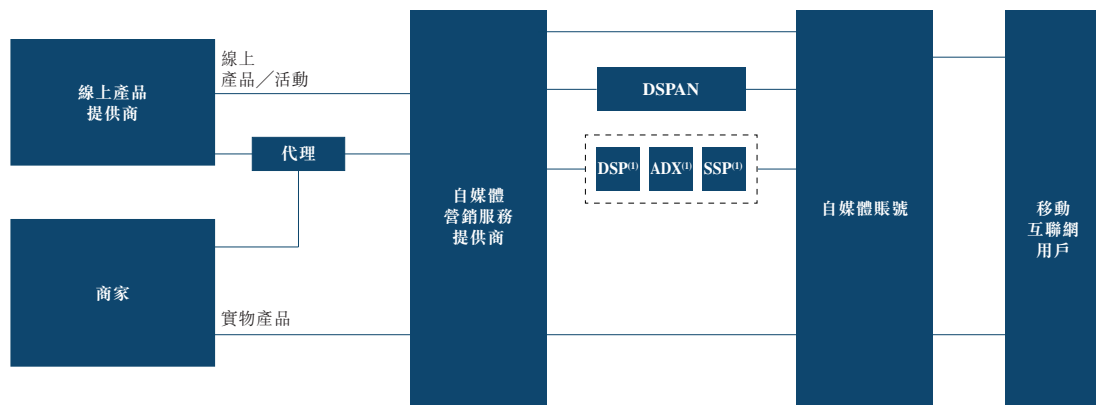 線上產品
提供商
線上
產品／活動
代理
商家
實物產品
自媒體
營銷服務
提供商
DSPAN
DSP(1)
ADX(1)
SSP(1)
自媒體賬號
移動
互聯網
用戶